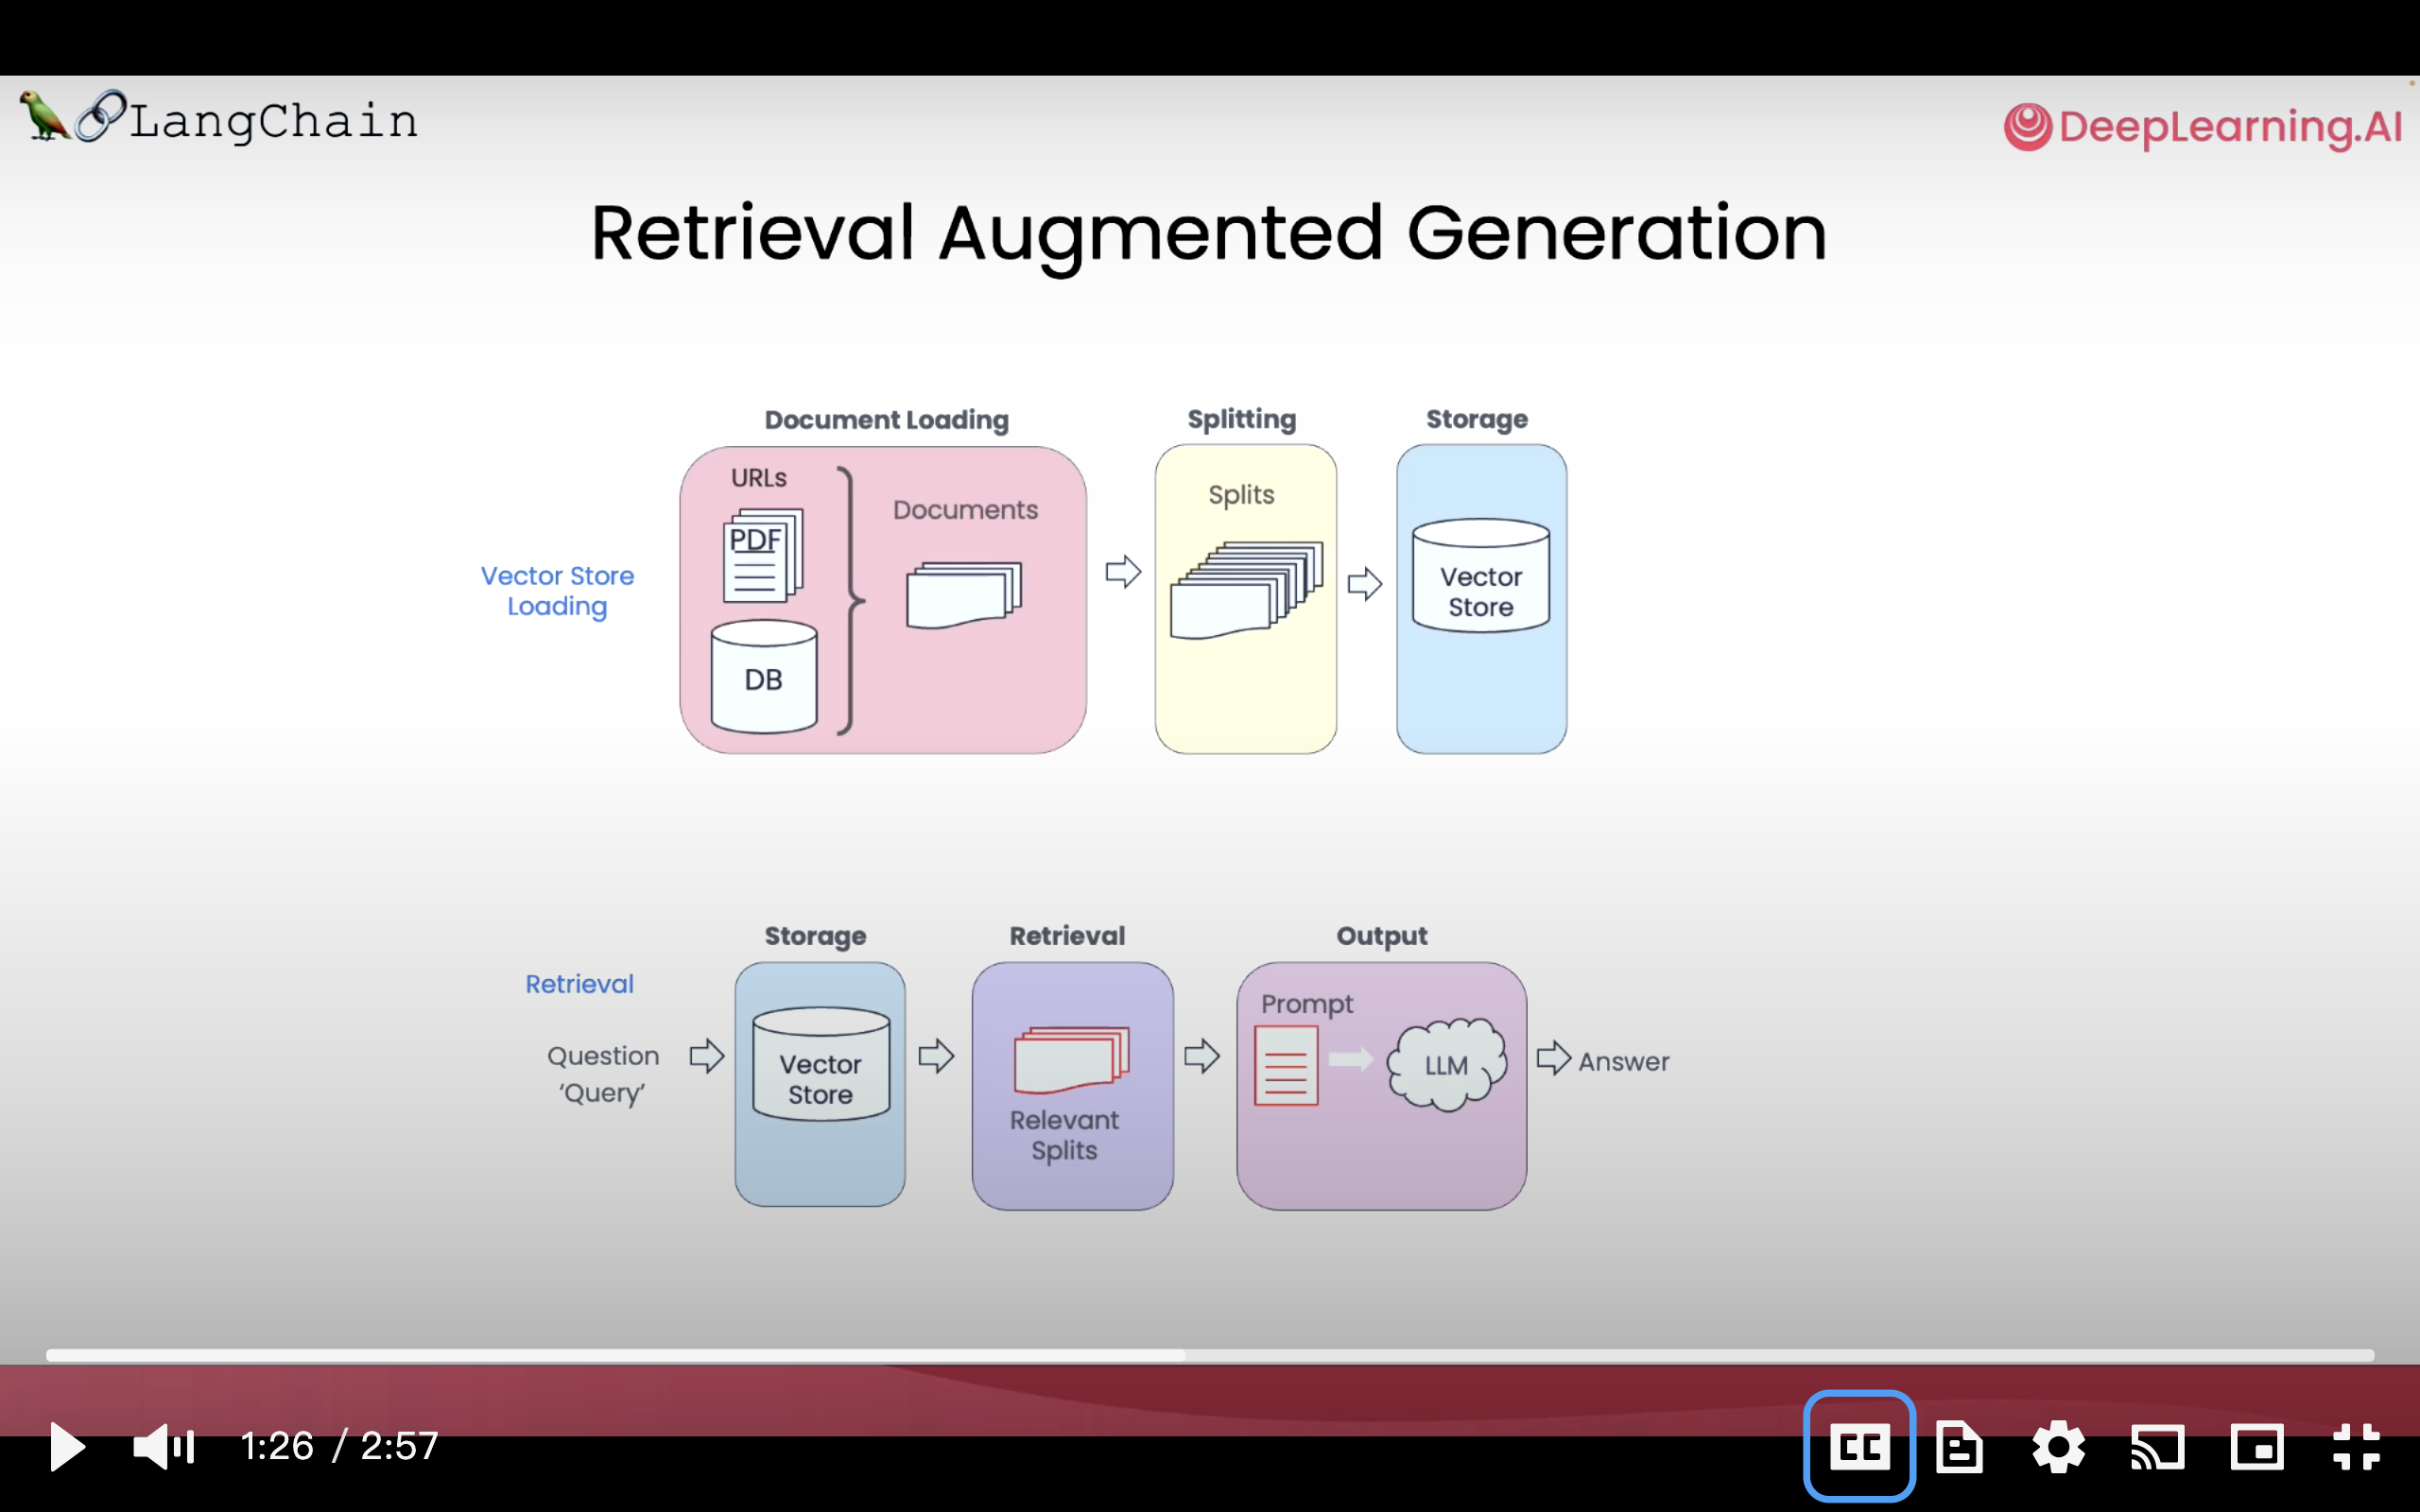 LangChain
DeepLearning.AI
Retrieval Augmented Generation
Document Loading
Splitting
Storage
URLs
PDF
DB
Documents
Splits
Vector
Store
Vector Store
Loading
Storage
Retrieval
Output
Retrieval
Question
‘Query’
Vector
Store
Relevant
Splits
Prompt
LLM
Answer
1:26 / 2:57
CC